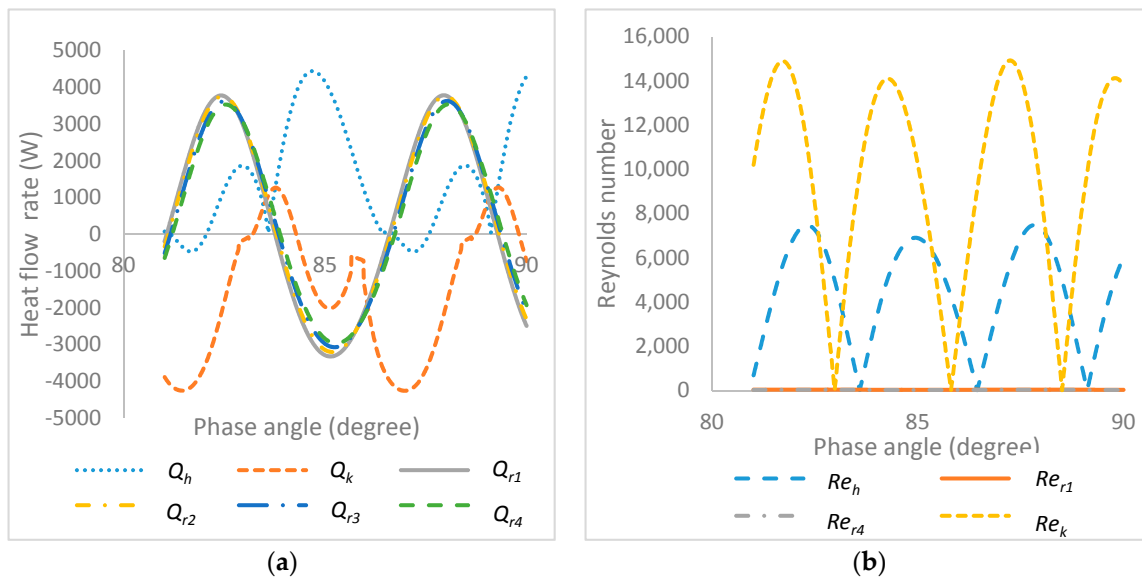 5000
4000
3000
2000
1000
0
-1000
-2000
-3000
-4000
-5000
80
85
90
Heat flow rate (W)
Phase angle (degree)
Qh
Qk
Qr1
Qr2
Qr3
Qr4
(a)
16,000
14,000
12,000
10,000
8,000
6,000
4,000
2,000
0
80
85
90
Reynolds number
Phase angle (degree)
Reh
Rer1
Rer4
Rek
(b)